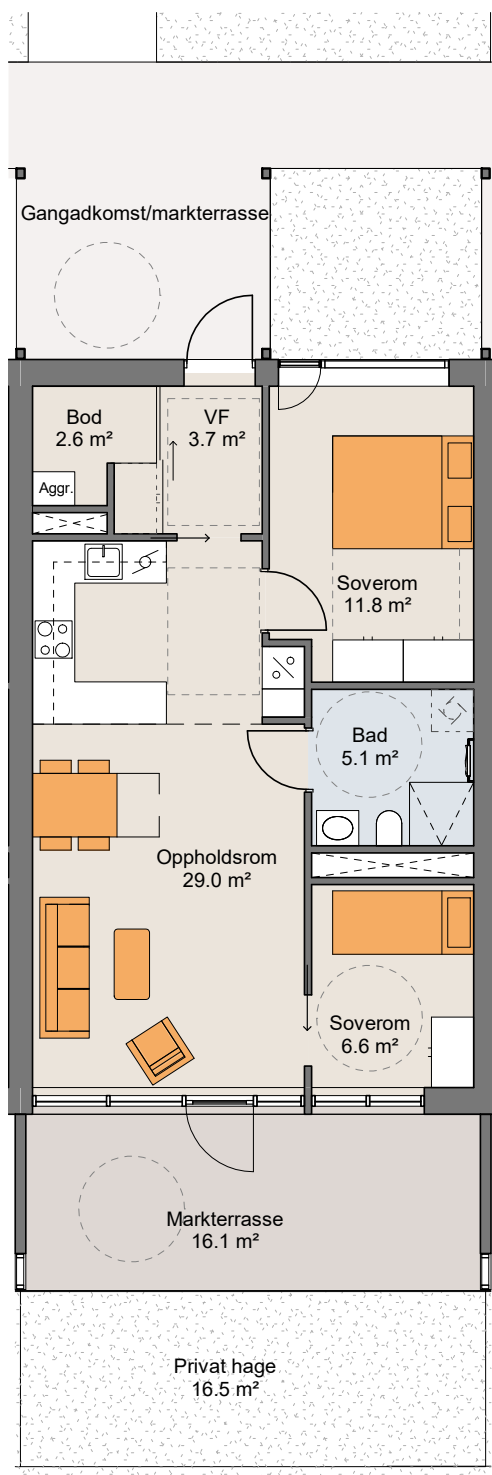 Gangadkomst/markterrasse
Bod
2.6 m²
VF
3.7 m²
Aggr.
Soverom
11.8 m²
Bad
5.1 m²
Oppholdsrom
29.0 m²
Soverom
6.6 m²
Markterrasse
16.1 m²
Privat hage
16.5 m²